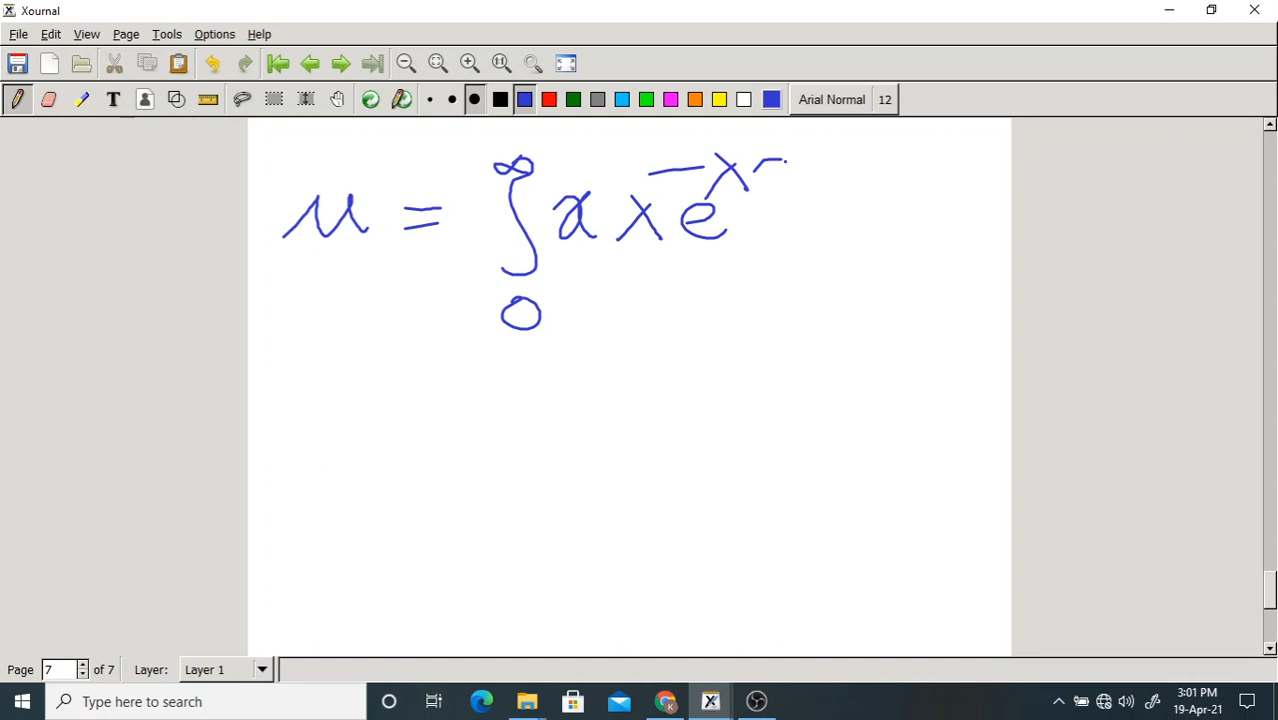 Xournal
File Edit View Page Tools Options Help
Arial Normal 12
μ = ∫₀^∞ x λ e^{-λ
Page 7 of 7 Layer: Layer 1
Type here to search
3:01 PM
19-Apr-21